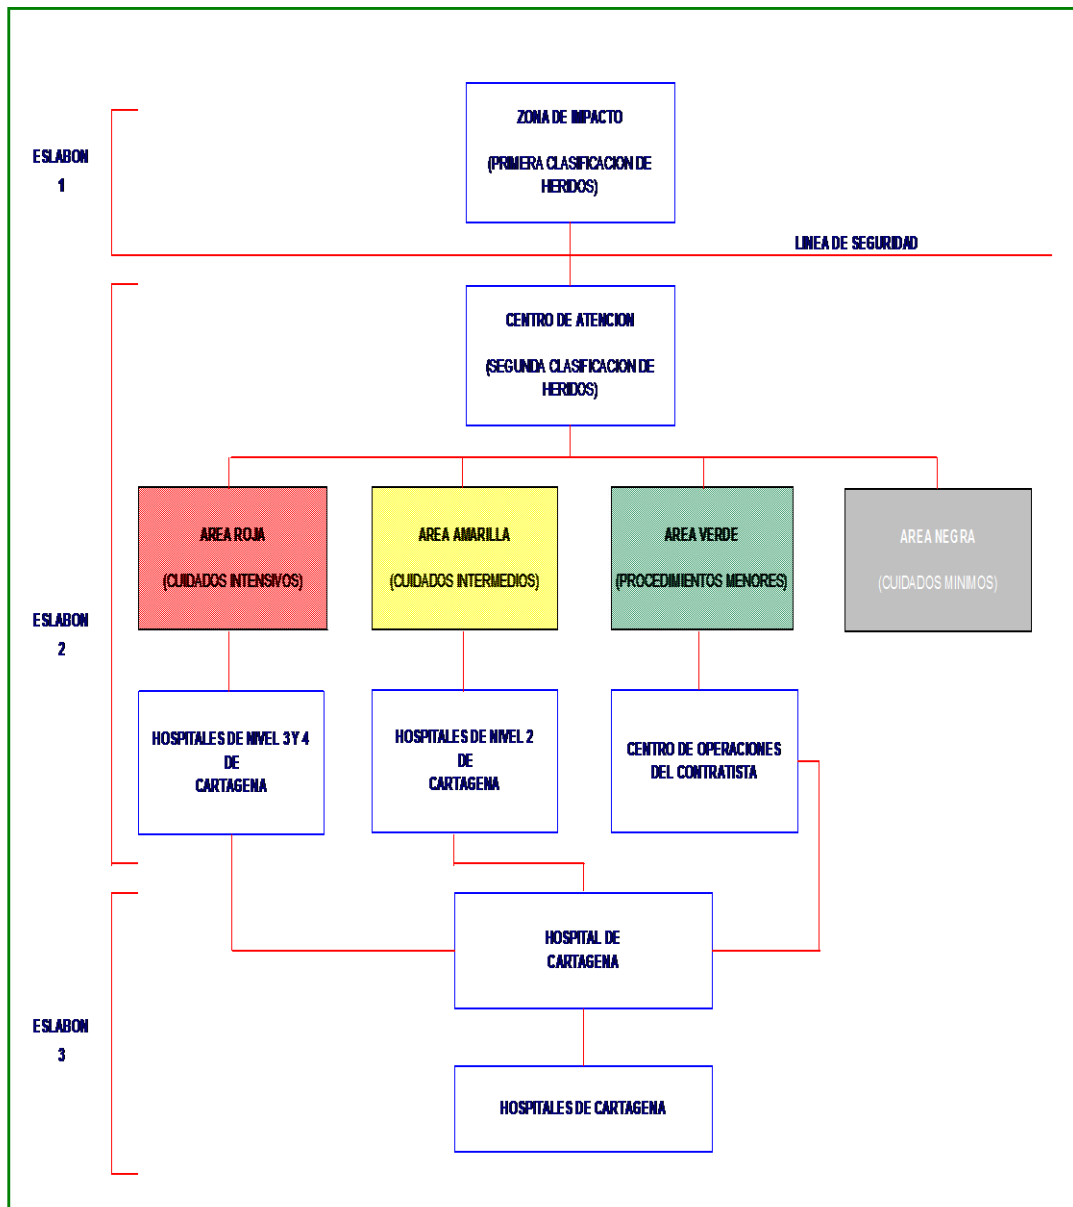 ZONA DE IMPACTO
(PRIMERA CLASIFICACION DE
HERIDOS)
ESLABON
1
LINEA DE SEGURIDAD
CENTRO DE ATENCION
(SEGUNDA CLASIFICACION DE
HERIDOS)
AREA ROJA
(CUIDADOS INTENSIVOS)
AREA AMARILLA
(CUIDADOS INTERMEDIOS)
AREA VERDE
(PROCEDIMIENTOS MENORES)
AREA NEGRA
(CUIDADOS MINIMOS)
ESLABON
2
HOSPITALES DE NIVEL 3 Y 4
DE
CARTAGENA
HOSPITALES DE NIVEL 2
DE
CARTAGENA
CENTRO DE OPERACIONES
DEL CONTRATISTA
HOSPITAL DE
CARTAGENA
ESLABON
3
HOSPITALES DE CARTAGENA